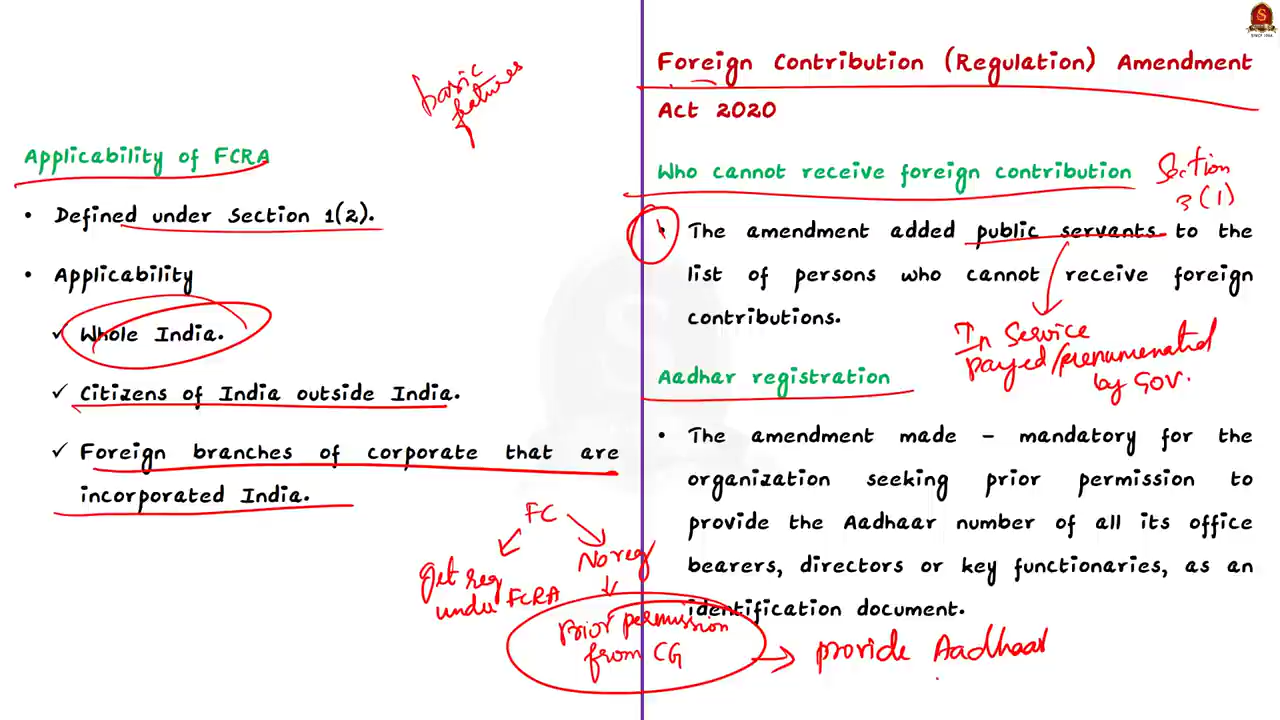 basic
features
Applicability of FCRA
• Defined under Section 1(2).
• Applicability
✓ Whole India.
✓ Citizens of India outside India.
✓ Foreign branches of corporate that are
incorporated India.
FC
Get reg
under FCRA
No reg
Prior permission
from CG
provide Aadhaar
Foreign Contribution (Regulation) Amendment
Act 2020
Who cannot receive foreign contribution
Section
3(1)
• The amendment added public servants to the
list of persons who cannot receive foreign
contributions.
In Service
payed/prenumenated
by GOV.
Aadhar registration
• The amendment made – mandatory for the
organization seeking prior permission to
provide the Aadhaar number of all its office
bearers, directors or key functionaries, as an
identification document.